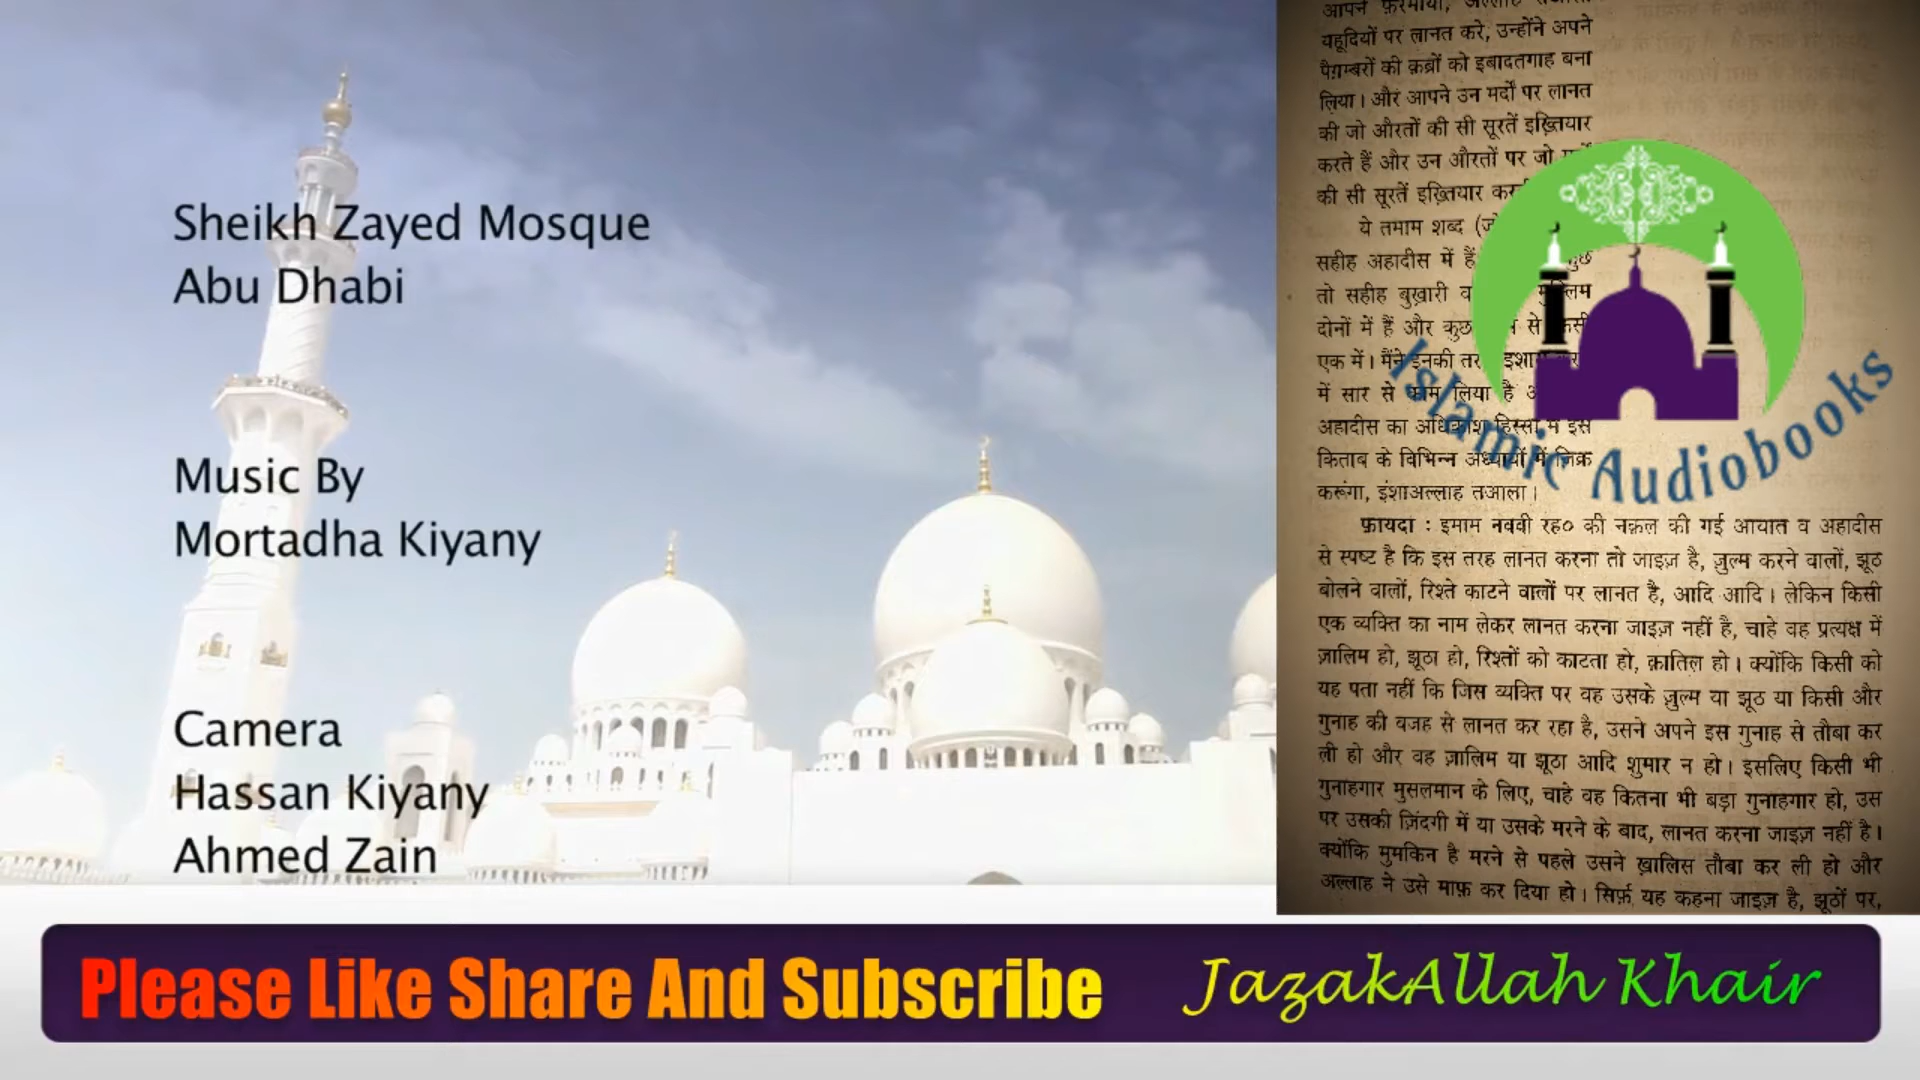 Sheikh Zayed Mosque
Abu Dhabi
Music By
Mortadha Kiyany
Camera
Hassan Kiyany
Ahmed Zain
यहूदियों पर लानत करे, उन्होंने अपने
पैग़म्बरों की क़ब्रों को इबादतगाह बना
लिया। और आपने उन मर्दों पर लानत
की जो औरतों की सी सूरतें इख़्तियार
करते हैं और उन औरतों पर जो
की सी सूरतें इख़्तियार
ये तमाम शब्द
सहीह अहादीस में हैं
तो सहीह बुख़ारी व
दोनों में हैं और कुछ
एक में। मैंने इनकी
में सार से काम लिया है
अहादीस का अधिकांश हिस्सा में इस
किताब के विभिन्न अध्यायों में ज़िक्र
करूंगा, इंशाअल्लाह तआला।
फ़ायदा : इमाम नववी रह० की नक़ल की गई आयात व अहादीस
से स्पष्ट है कि इस तरह लानत करना तो जाइज़ है, ज़ुल्म करने वालों, झूठ
बोलने वालों, रिश्ते काटने वालों पर लानत है, आदि आदि। लेकिन किसी
एक व्यक्ति का नाम लेकर लानत करना जाइज़ नहीं है, चाहे वह प्रत्यक्ष में
ज़ालिम हो, झूठा हो, रिश्तों को काटता हो, क़ातिल हो। क्योंकि किसी को
यह पता नहीं कि जिस व्यक्ति पर वह उसके ज़ुल्म या झूठ या किसी और
गुनाह की वजह से लानत कर रहा है, उसने अपने इस गुनाह से तौबा कर
ली हो और वह ज़ालिम या झूठा आदि शुमार न हो। इसलिए किसी भी
गुनाहगार मुसलमान के लिए, चाहे वह कितना भी बड़ा गुनाहगार हो, उस
पर उसकी ज़िंदगी में या उसके मरने के बाद, लानत करना जाइज़ नहीं है।
क्योंकि मुमकिन है मरने से पहले उसने ख़ालिस तौबा कर ली हो और
अल्लाह ने उसे माफ़ कर दिया हो। सिर्फ़ यह कहना जाइज़ है, झूठों पर,
Islamic Audiobooks
Please Like Share And Subscribe
JazakAllah Khair